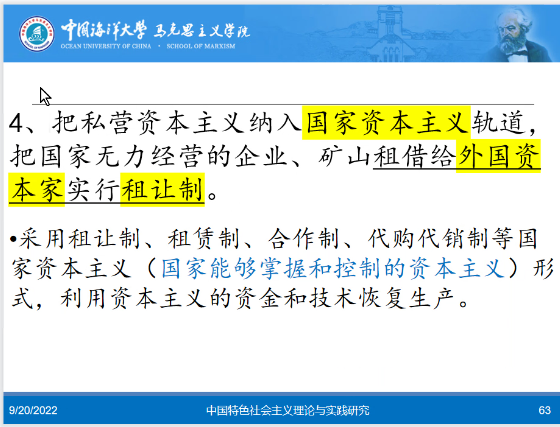 中国海洋大学 马克思主义学院
OCEAN UNIVERSITY OF CHINA · SCHOOL OF MARXISM
4、把私营资本主义纳入国家资本主义轨道，
把国家无力经营的企业、矿山租借给外国资
本家实行租让制。
•采用租让制、租赁制、合作制、代购代销制等国
家资本主义（国家能够掌握和控制的资本主义）形
式，利用资本主义的资金和技术恢复生产。
9/20/2022 中国特色社会主义理论与实践研究 63